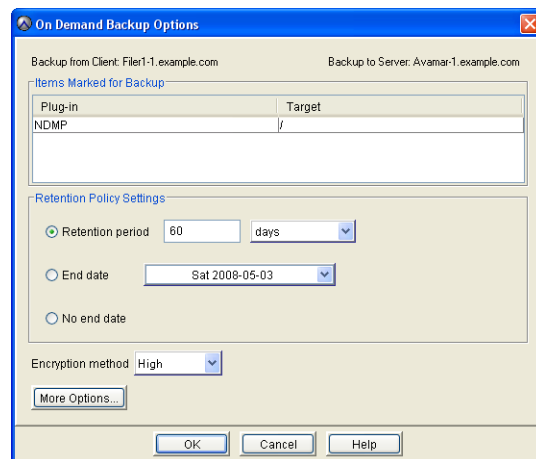 On Demand Backup Options
Backup from Client: Filer1-1.example.com Backup to Server: Avamar-1.example.com
Items Marked for Backup
Plug-in Target
NDMP /
Retention Policy Settings
Retention period 60 days
End date Sat 2008-05-03
No end date
Encryption method High
More Options...
OK Cancel Help